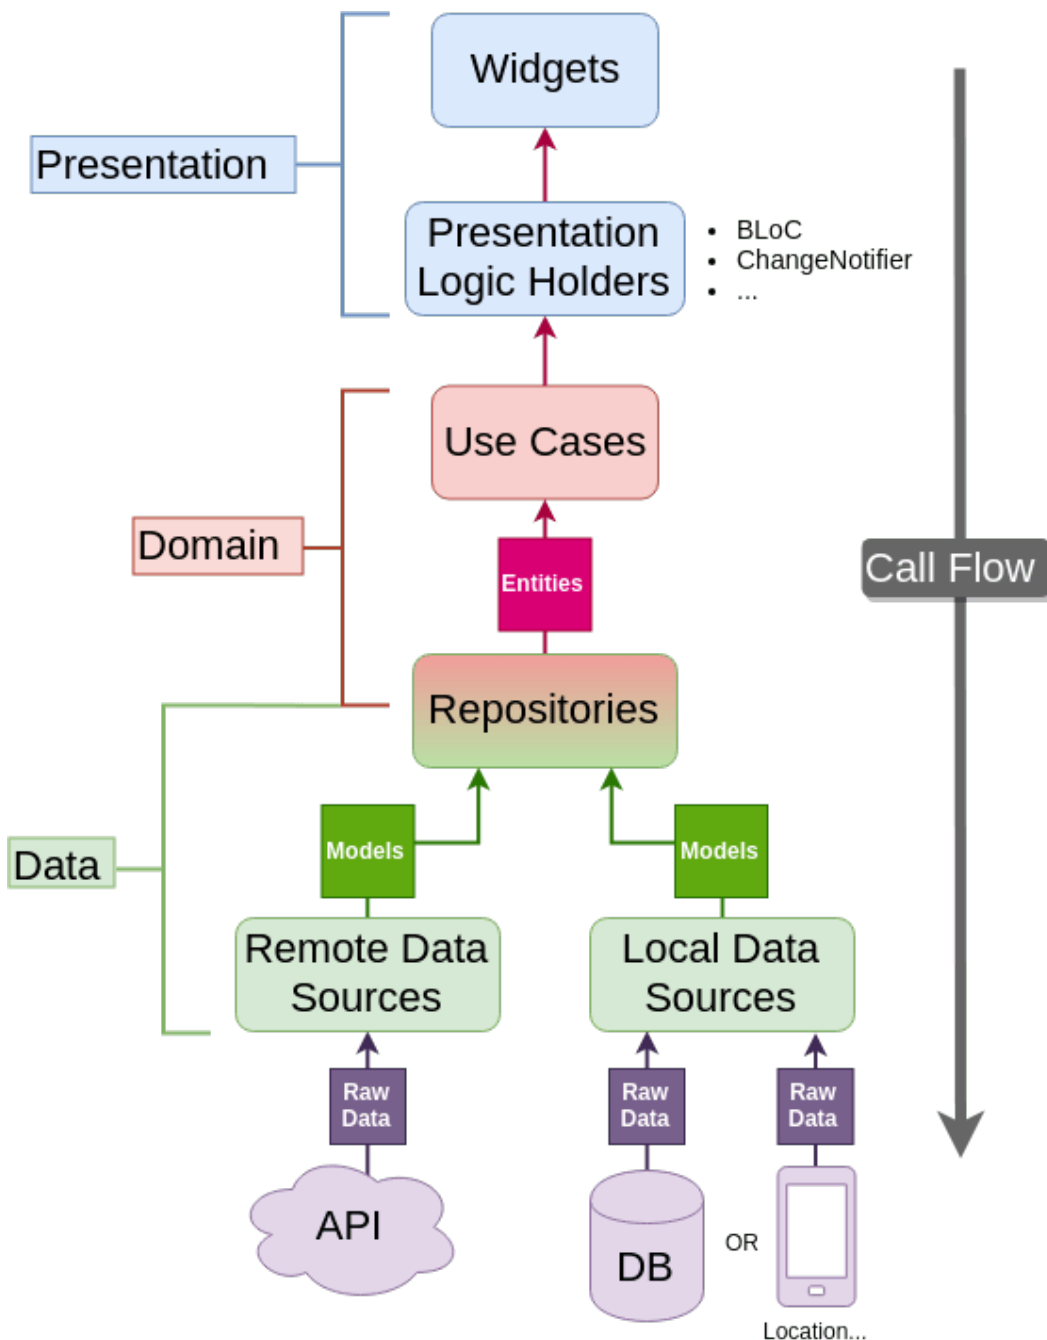 Widgets
Presentation
Presentation
Logic Holders
• BLoC
• ChangeNotifier
• ...
Use Cases
Domain
Entities
Call Flow
Repositories
Models
Models
Data
Remote Data
Sources
Local Data
Sources
Raw
Data
Raw
Data
Raw
Data
API
DB
OR
Location...